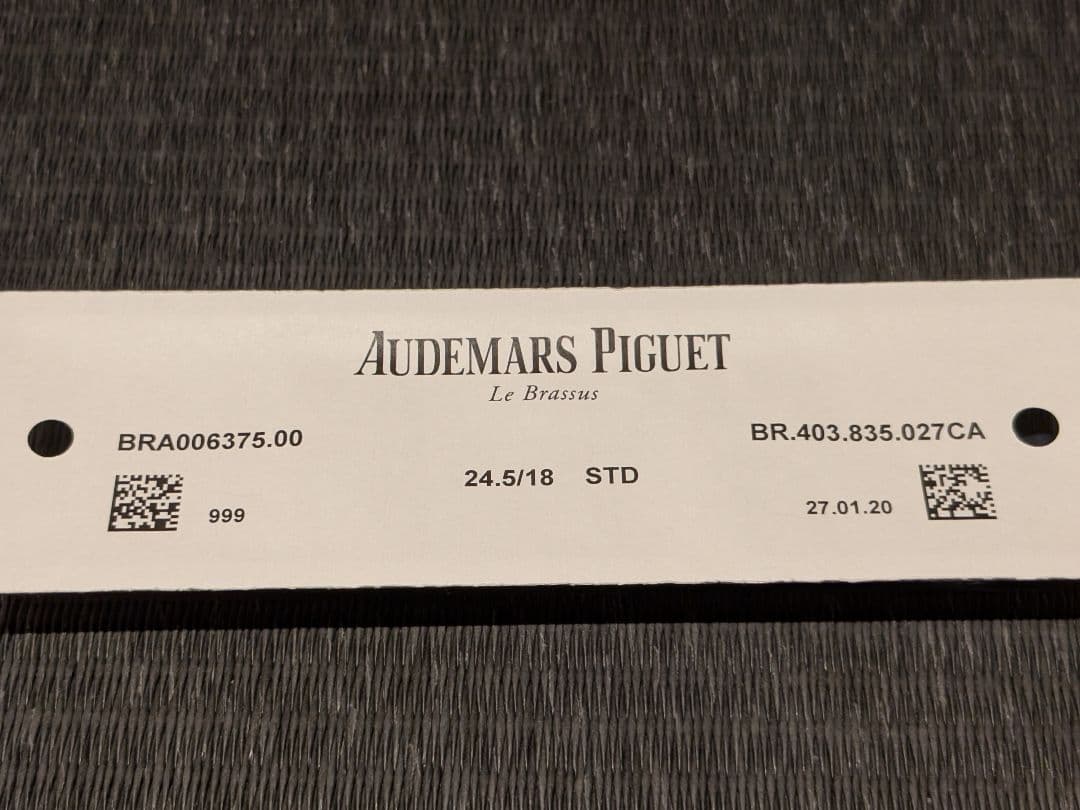 AUDEMARS PIGUET
Le Brassus
BRA006375.00
BR.403.835.027CA
24.5/18 STD
999
27.01.20